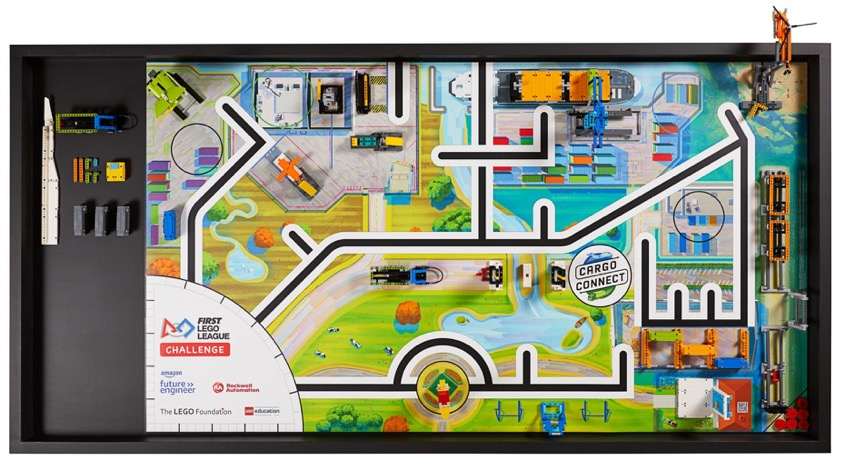 CARGO
CONNECT
FIRST
LEGO
LEAGUE
CHALLENGE
amazon
future
engineer
Rockwell
Automation
The LEGO Foundation
education